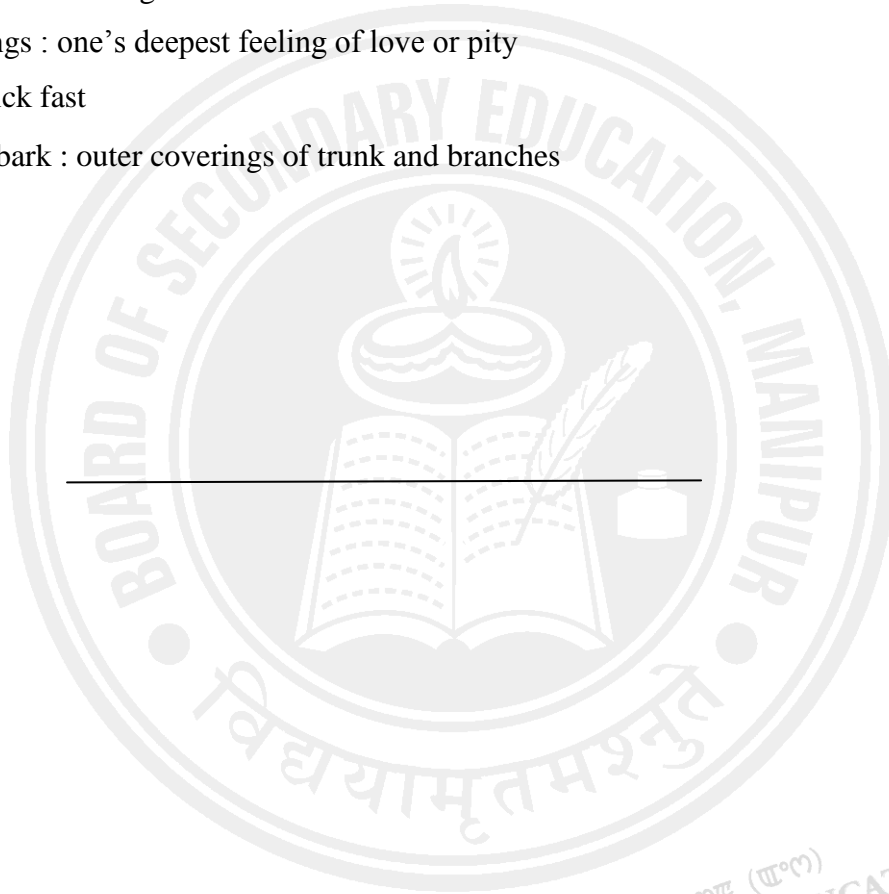 ngs : one’s deepest feeling of love or pity
ck fast
bark : outer coverings of trunk and branches
BOARD OF SECONDARY EDUCATION, MANIPUR
विद्ययामृतमश्नुते